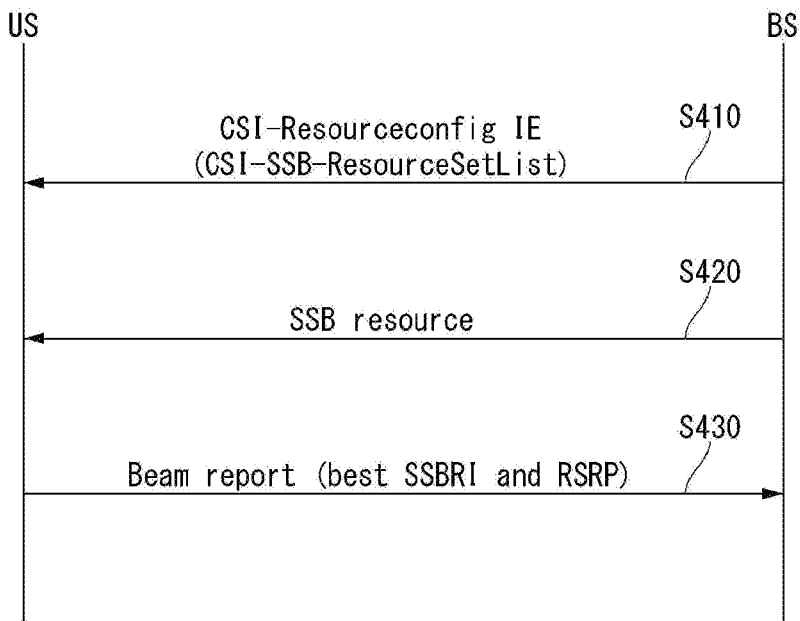 US
BS
S410
CSI-Resourceconfig IE
(CSI-SSB-ResourceSetList)
S420
SSB resource
S430
Beam report (best SSBRI and RSRP)